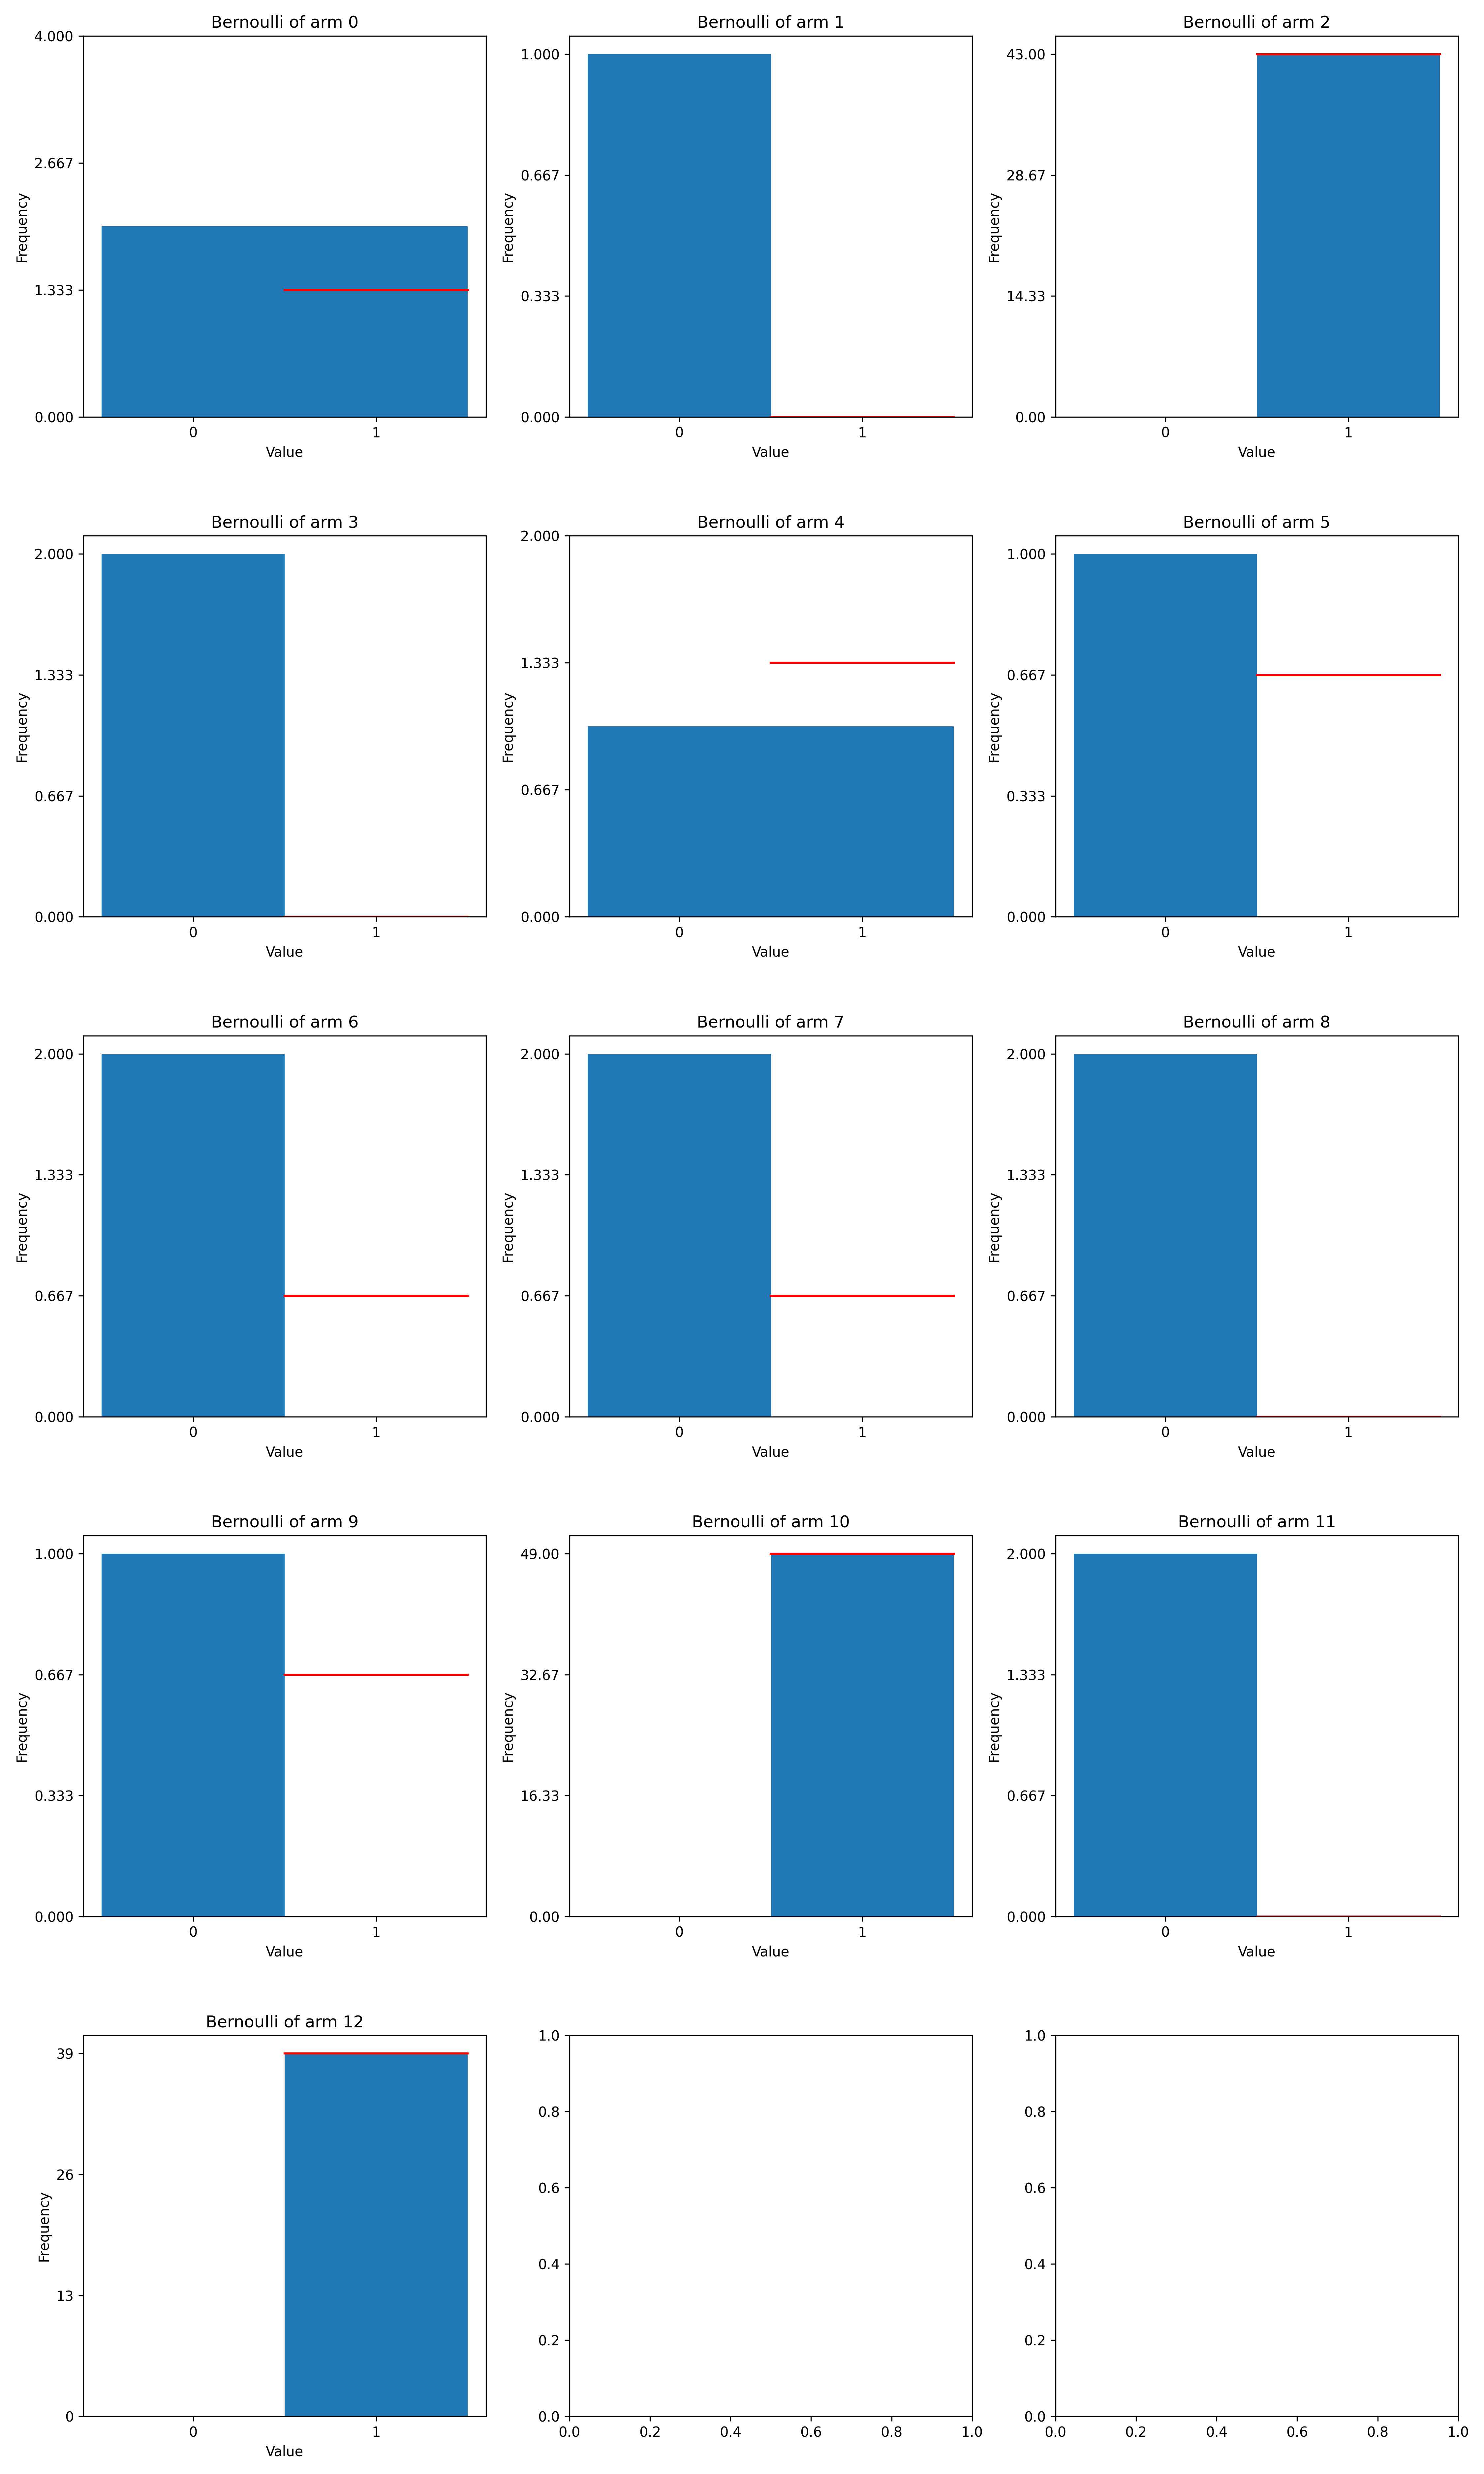 Bernoulli of arm 0
4.000
2.667
1.333
0.000
Frequency
0 1
Value
Bernoulli of arm 1
1.000
0.667
0.333
0.000
Frequency
0 1
Value
Bernoulli of arm 2
43.00
28.67
14.33
0.00
Frequency
0 1
Value
Bernoulli of arm 3
2.000
1.333
0.667
0.000
Frequency
0 1
Value
Bernoulli of arm 4
2.000
1.333
0.667
0.000
Frequency
0 1
Value
Bernoulli of arm 5
1.000
0.667
0.333
0.000
Frequency
0 1
Value
Bernoulli of arm 6
2.000
1.333
0.667
0.000
Frequency
0 1
Value
Bernoulli of arm 7
2.000
1.333
0.667
0.000
Frequency
0 1
Value
Bernoulli of arm 8
2.000
1.333
0.667
0.000
Frequency
0 1
Value
Bernoulli of arm 9
1.000
0.667
0.333
0.000
Frequency
0 1
Value
Bernoulli of arm 10
49.00
32.67
16.33
0.00
Frequency
0 1
Value
Bernoulli of arm 11
2.000
1.333
0.667
0.000
Frequency
0 1
Value
Bernoulli of arm 12
39
26
13
0
Frequency
0 1
Value
1.0
0.8
0.6
0.4
0.2
0.0
0.0 0.2 0.4 0.6 0.8 1.0
1.0
0.8
0.6
0.4
0.2
0.0
0.0 0.2 0.4 0.6 0.8 1.0